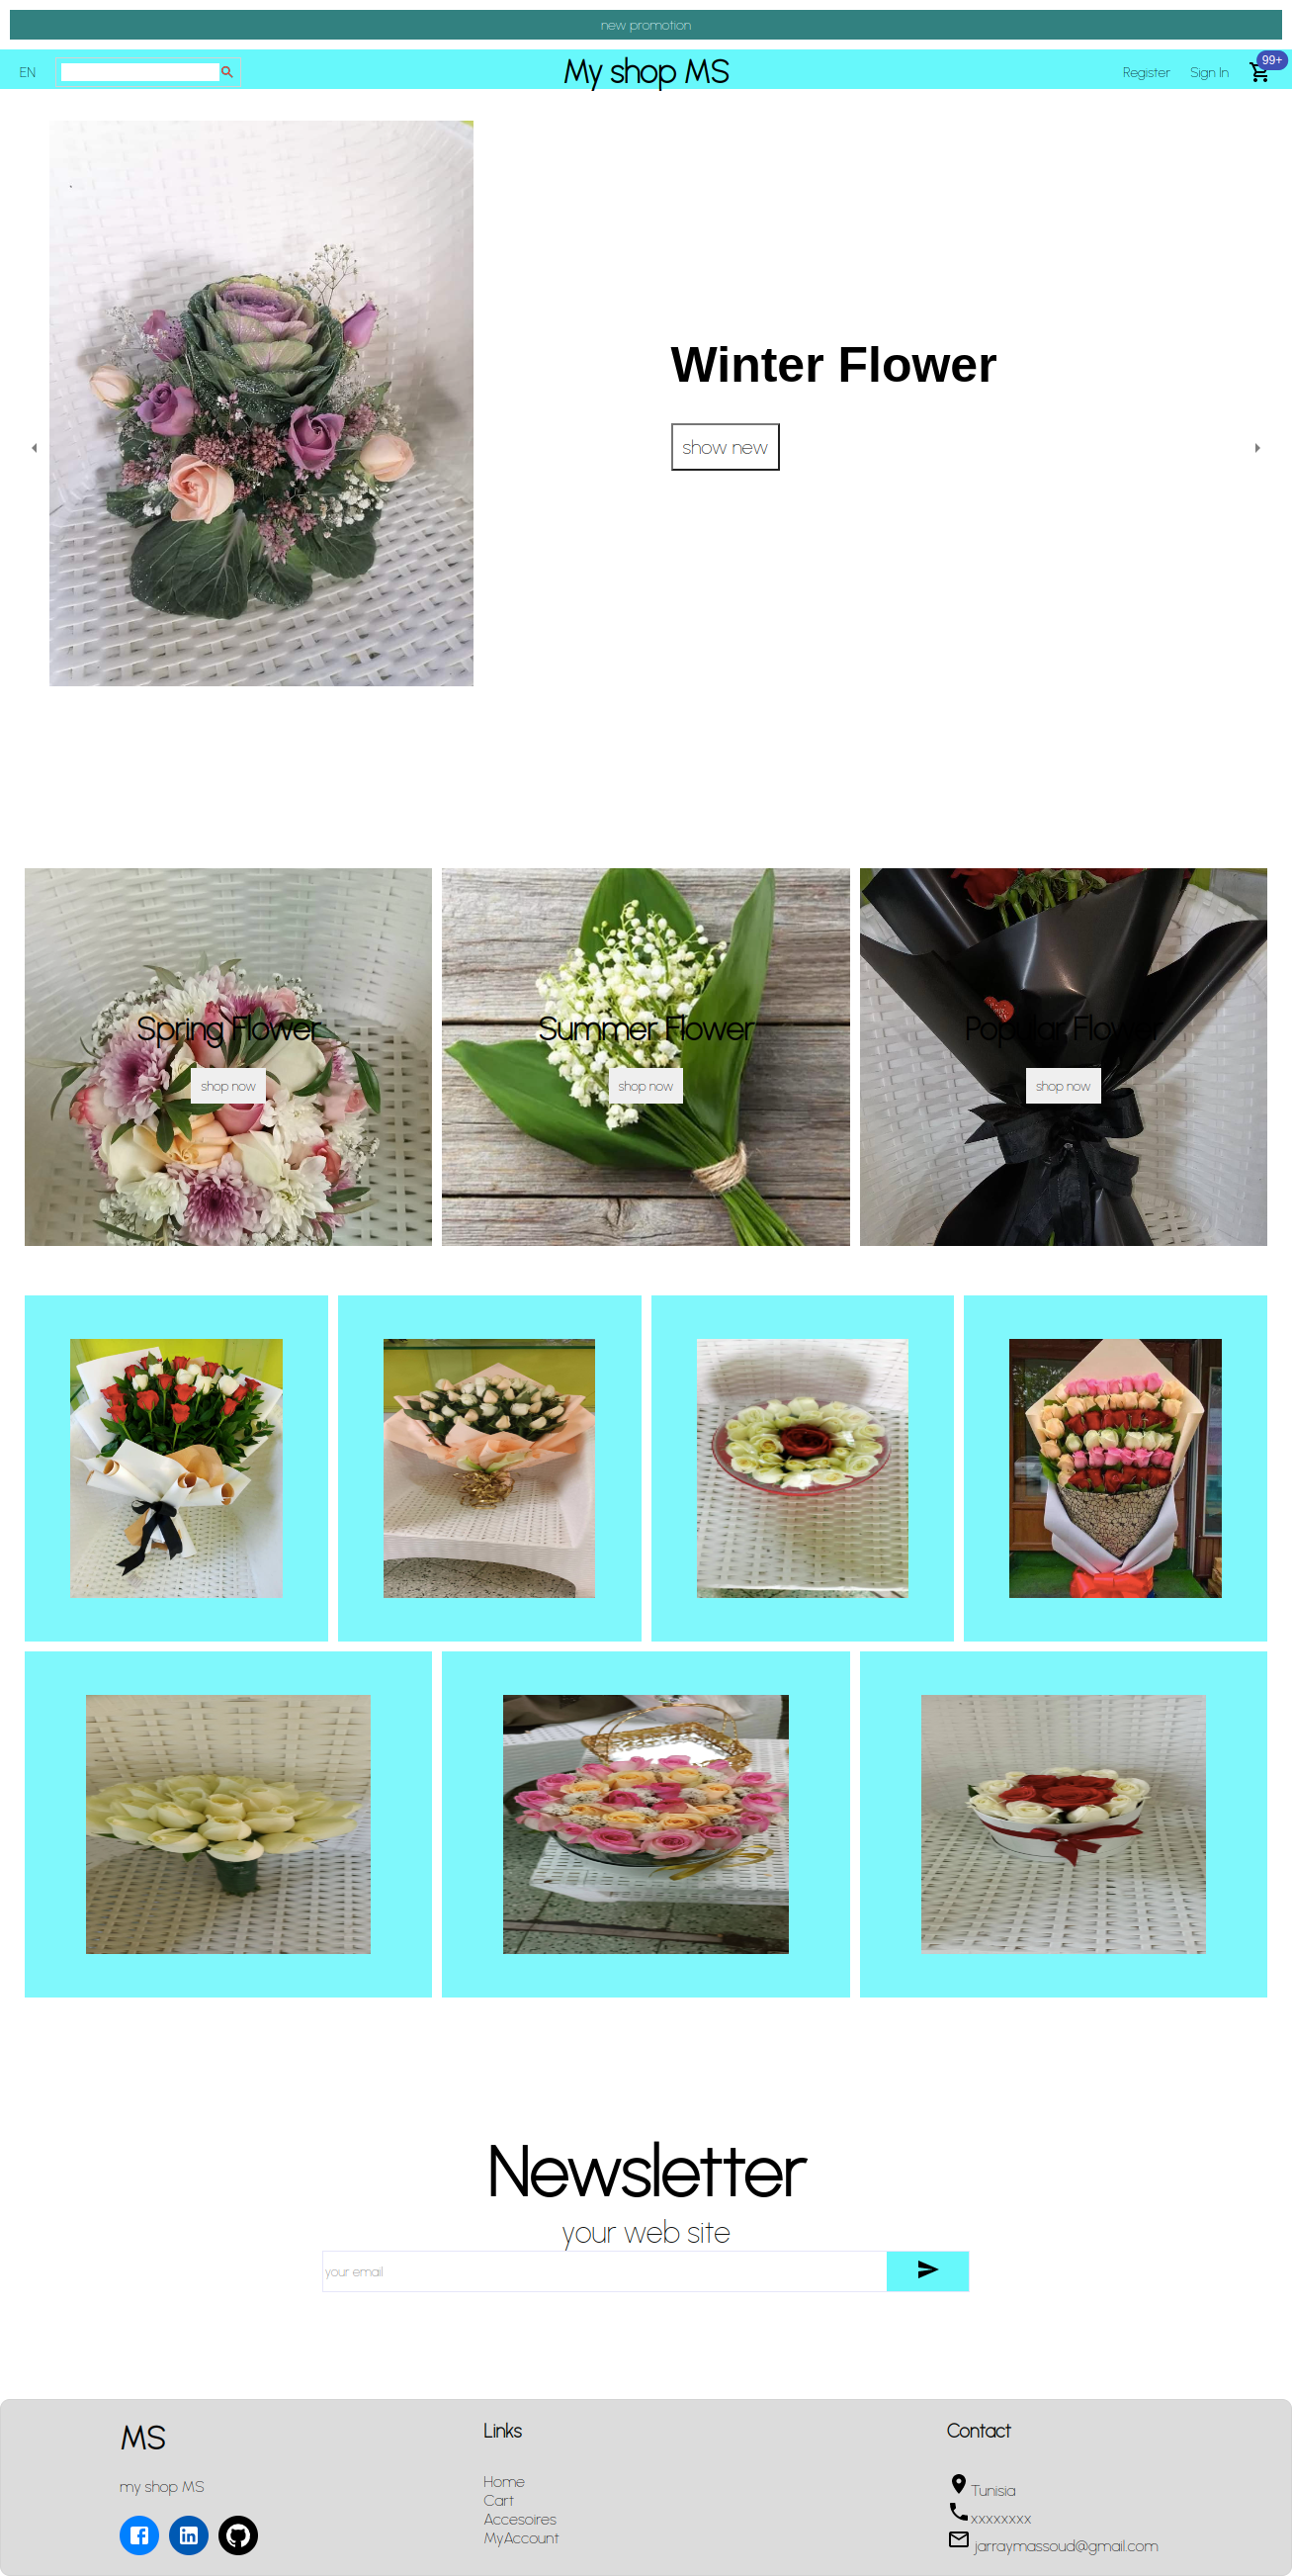 new promotion
EN
My shop MS
Register
Sign In
99+
Winter Flower
show new
Spring Flower
shop now
Summer Flower
shop now
Popular Flower
shop now
Newsletter
your web site
your email
MS
my shop MS
Links
Home
Cart
Accesoires
MyAccount
Contact
Tunisia
xxxxxxxx
jarraymassoud@gmail.com